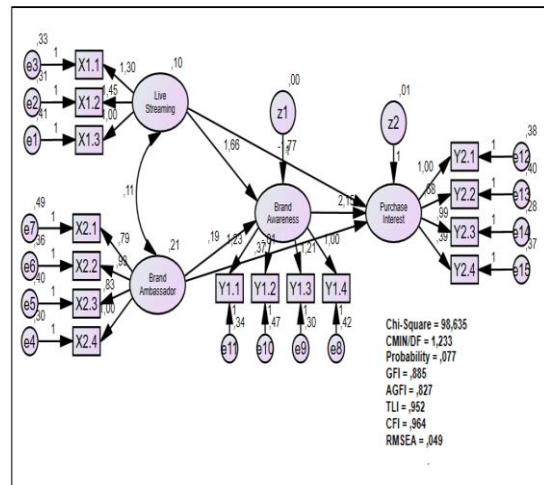 ,33
e3 1 X1.1 1,30 ,10
,31
e2 1 X1.2 1,45 Live
Streaming
,41
e1 1 X1.3 1,00
,00
z1
,01
z2
-1,77
1
1,66
,11
,49
e7 1 X2.1 ,79 ,21
,36
e6 1 X2.2
,40
e5 1 X2.3 ,83
,30
e4 1 X2.4 1,00
Brand
Ambassador
,19
Brand
Awareness
2,15
Purchase
Interest
1,23 ,37 1,21 1,00
Y1.1 Y1.2 Y1.3 Y1.4
1 1 1 1
,34 ,47 ,30 ,42
e11 e10 e9 e8
1,00 Y2.1 1 ,38
e12
Y2.2 1 ,40
e13
,99 Y2.3 1 ,28
e14
,39 Y2.4 1 ,37
e15
Chi-Square = 98,635
CMIN/DF = 1,233
Probability = ,077
GFI = ,885
AGFI = ,827
TLI = ,952
CFI = ,964
RMSEA = ,049